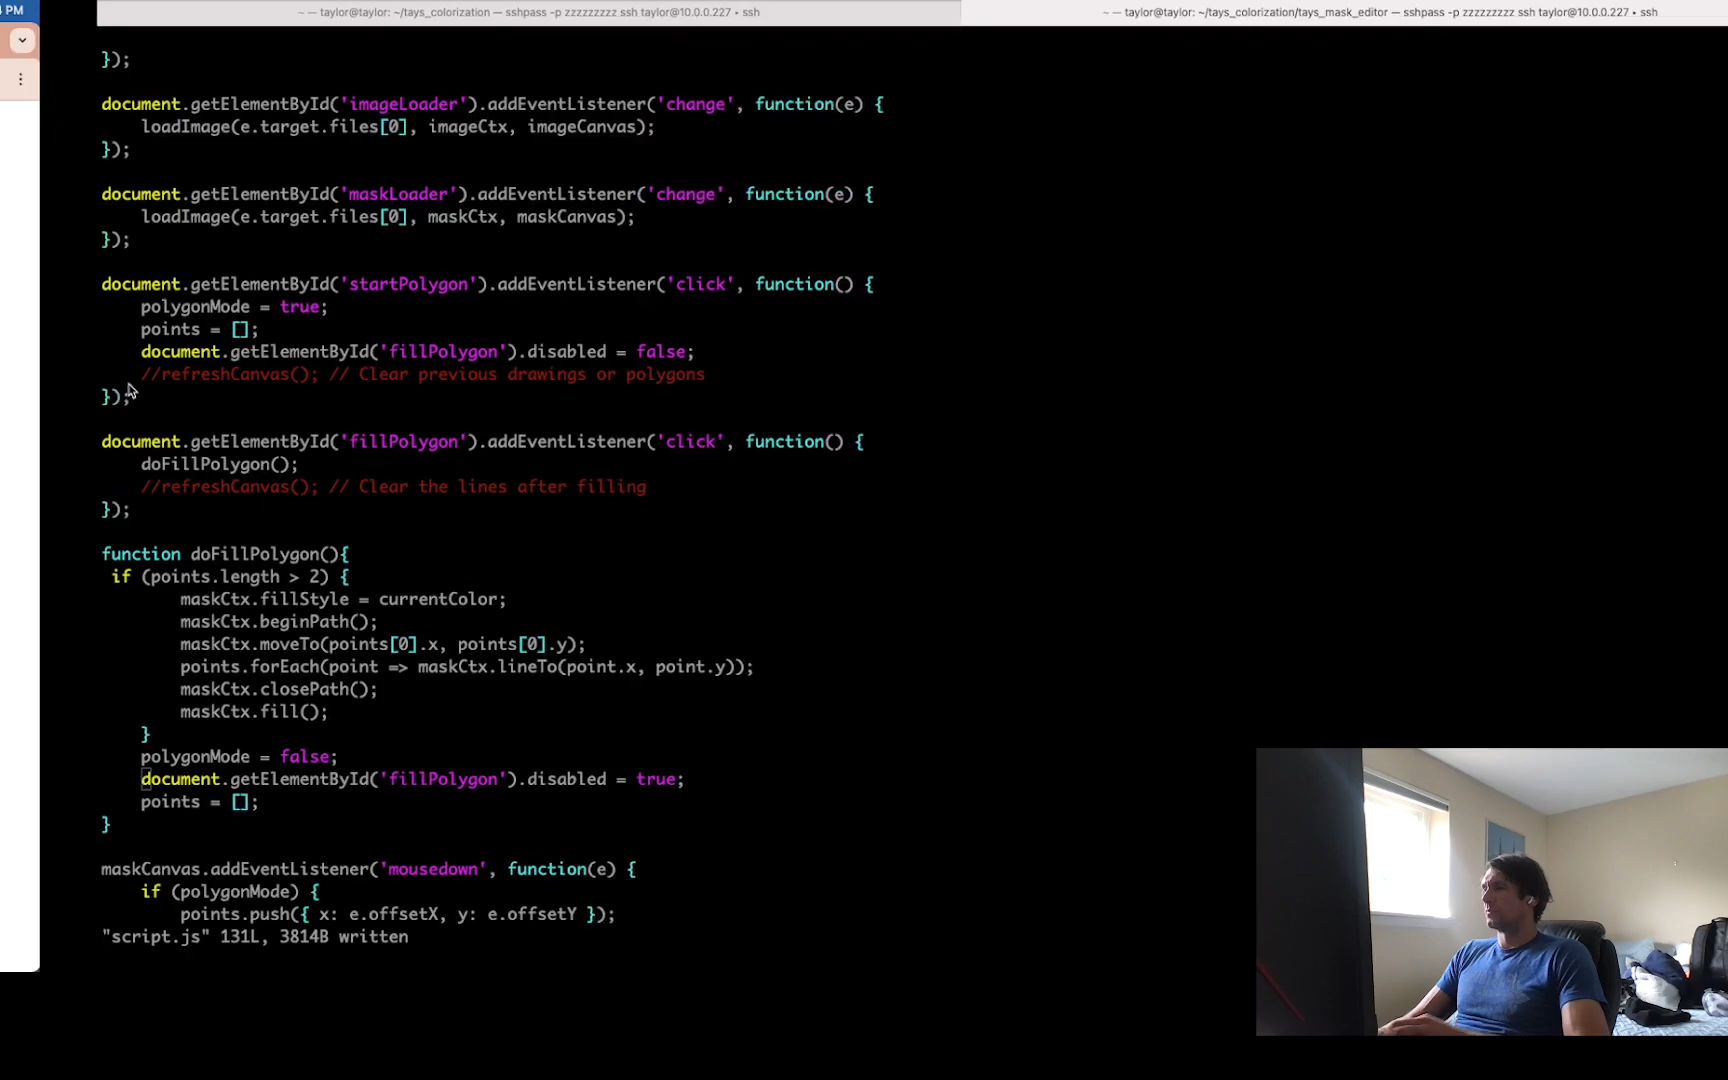 4 PM
~ — taylor@taylor: ~/tays_colorization — sshpass -p zzzzzzzzz ssh taylor@10.0.0.227 • ssh
~ — taylor@taylor: ~/tays_colorization/tays_mask_editor — sshpass -p zzzzzzzzz ssh taylor@10.0.0.227 • ssh
});
document.getElementById('imageLoader').addEventListener('change', function(e) {
    loadImage(e.target.files[0], imageCtx, imageCanvas);
});
document.getElementById('maskLoader').addEventListener('change', function(e) {
    loadImage(e.target.files[0], maskCtx, maskCanvas);
});
document.getElementById('startPolygon').addEventListener('click', function() {
    polygonMode = true;
    points = [];
    document.getElementById('fillPolygon').disabled = false;
    //refreshCanvas(); // Clear previous drawings or polygons
});
document.getElementById('fillPolygon').addEventListener('click', function() {
    doFillPolygon();
    //refreshCanvas(); // Clear the lines after filling
});
function doFillPolygon(){
 if (points.length > 2) {
        maskCtx.fillStyle = currentColor;
        maskCtx.beginPath();
        maskCtx.moveTo(points[0].x, points[0].y);
        points.forEach(point => maskCtx.lineTo(point.x, point.y));
        maskCtx.closePath();
        maskCtx.fill();
    }
    polygonMode = false;
    document.getElementById('fillPolygon').disabled = true;
    points = [];
}
maskCanvas.addEventListener('mousedown', function(e) {
    if (polygonMode) {
        points.push({ x: e.offsetX, y: e.offsetY });
"script.js" 131L, 3814B written